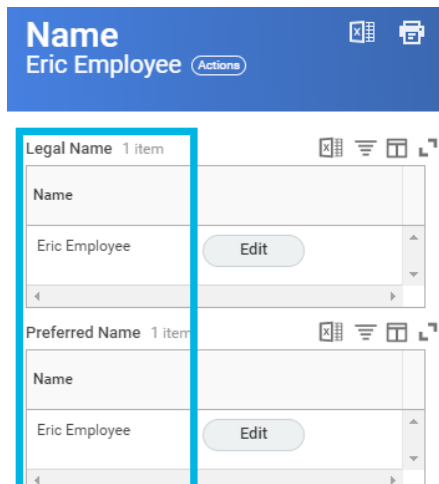 Name
Eric Employee Actions
Legal Name 1 item
Name
Eric Employee Edit
Preferred Name 1 item
Name
Eric Employee Edit